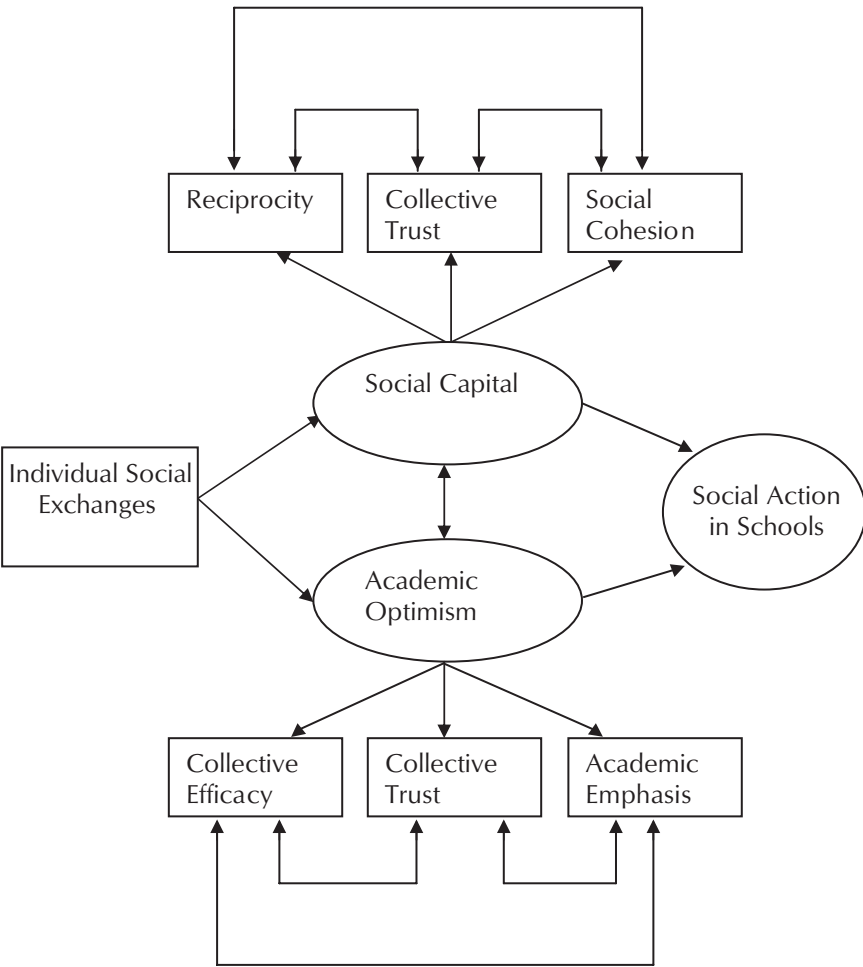 Reciprocity
Collective
Trust
Social
Cohesion
Social Capital
Individual Social
Exchanges
Social Action
in Schools
Academic
Optimism
Collective
Efficacy
Collective
Trust
Academic
Emphasis